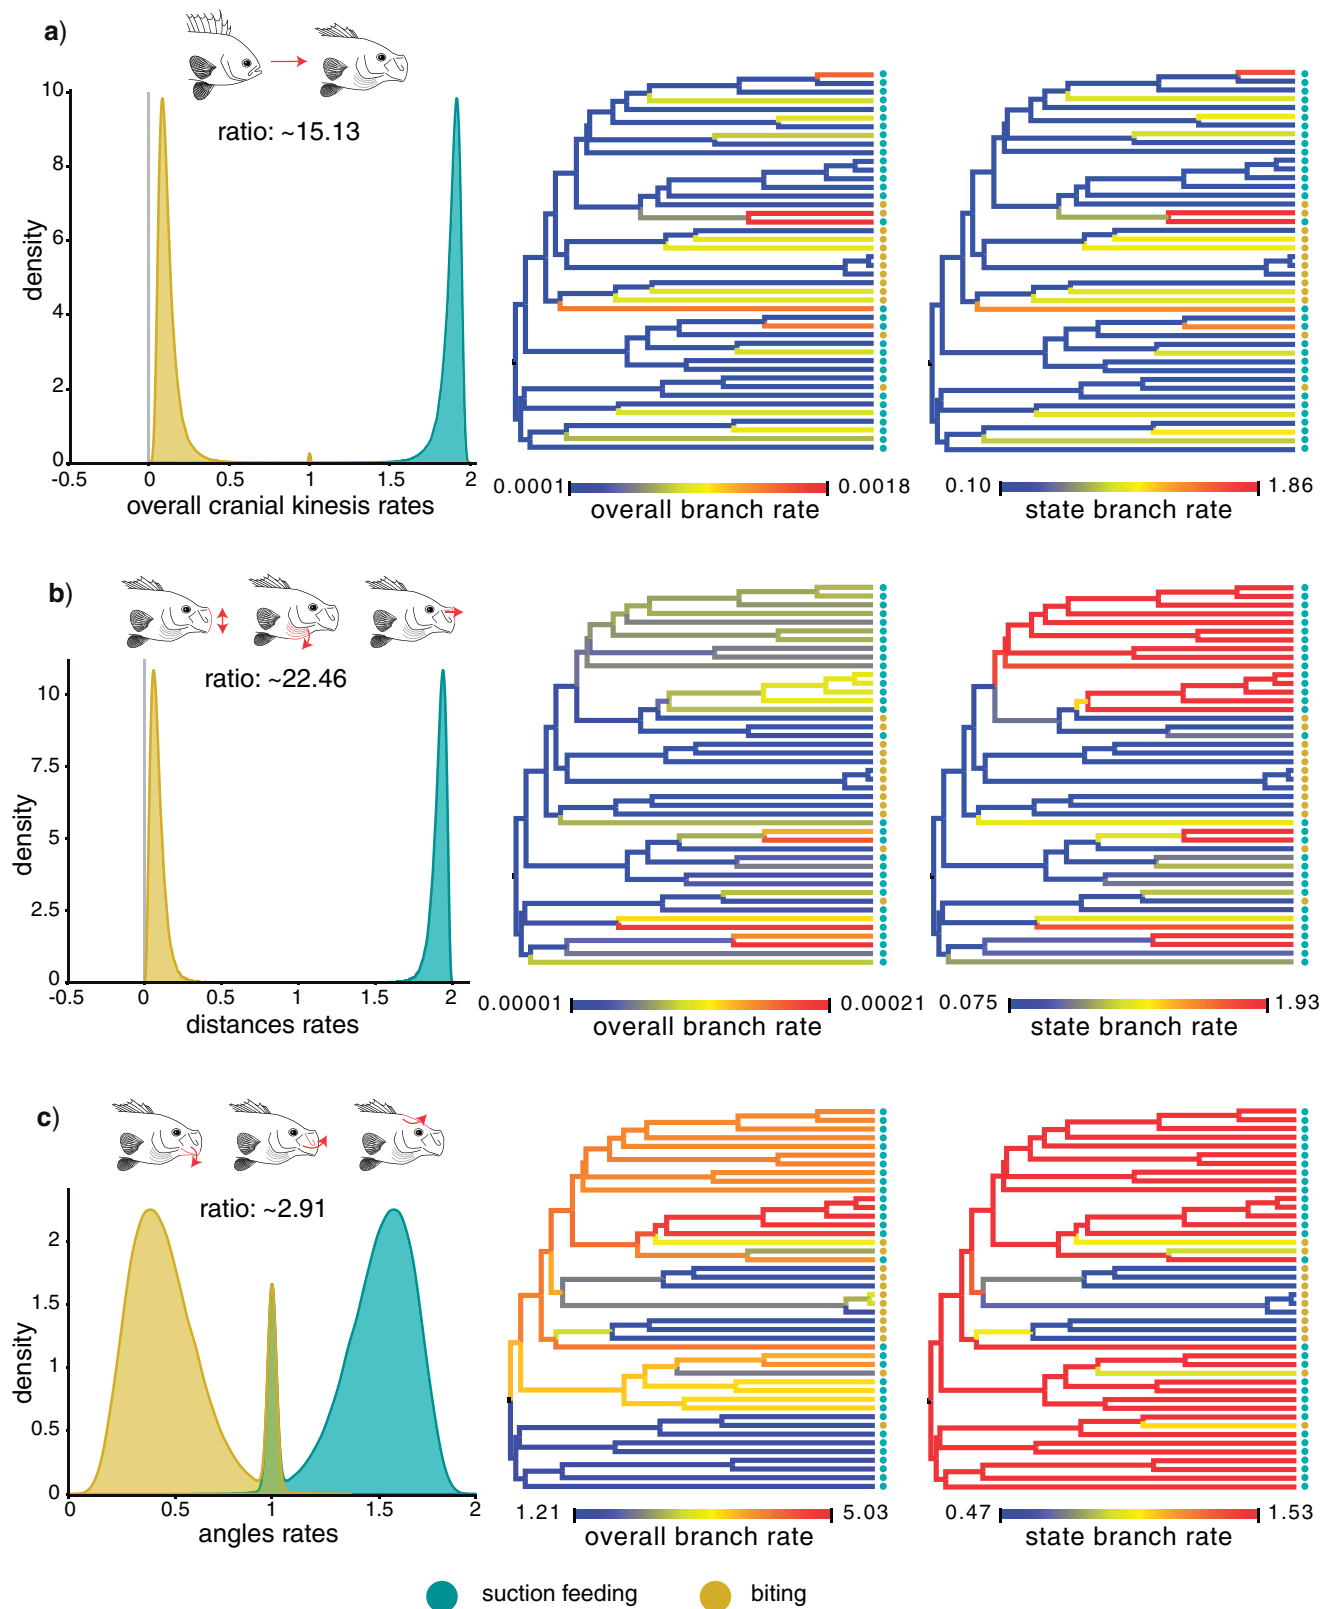 a)
ratio: ~15.13
density
10
8
6
4
2
0
-0.5 0 0.5 1 1.5 2
overall cranial kinesis rates
0.0001 0.0018
overall branch rate
0.10 1.86
state branch rate
b)
ratio: ~22.46
density
10
7.5
5
2.5
0
-0.5 0 0.5 1 1.5 2
distances rates
0.00001 0.00021
overall branch rate
0.075 1.93
state branch rate
c)
ratio: ~2.91
density
2
1.5
1
0.5
0
0 0.5 1 1.5 2
angles rates
1.21 5.03
overall branch rate
0.47 1.53
state branch rate
suction feeding biting